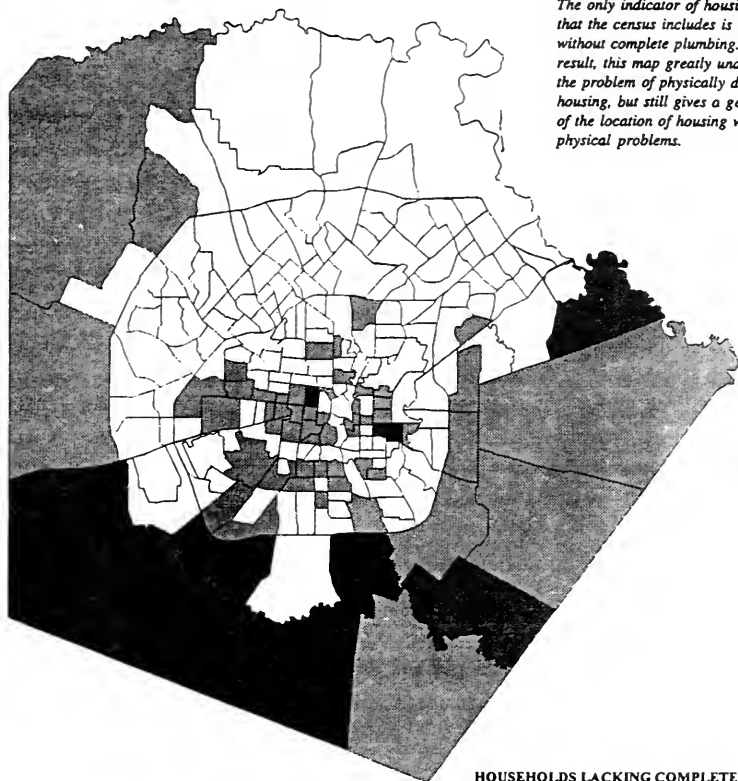 The only indicator of housi
that the census includes is
without complete plumbing.
result, this map greatly und
the problem of physically d
housing, but still gives a ge
of the location of housing w
physical problems.
HOUSEHOLDS LACKING COMPLETE